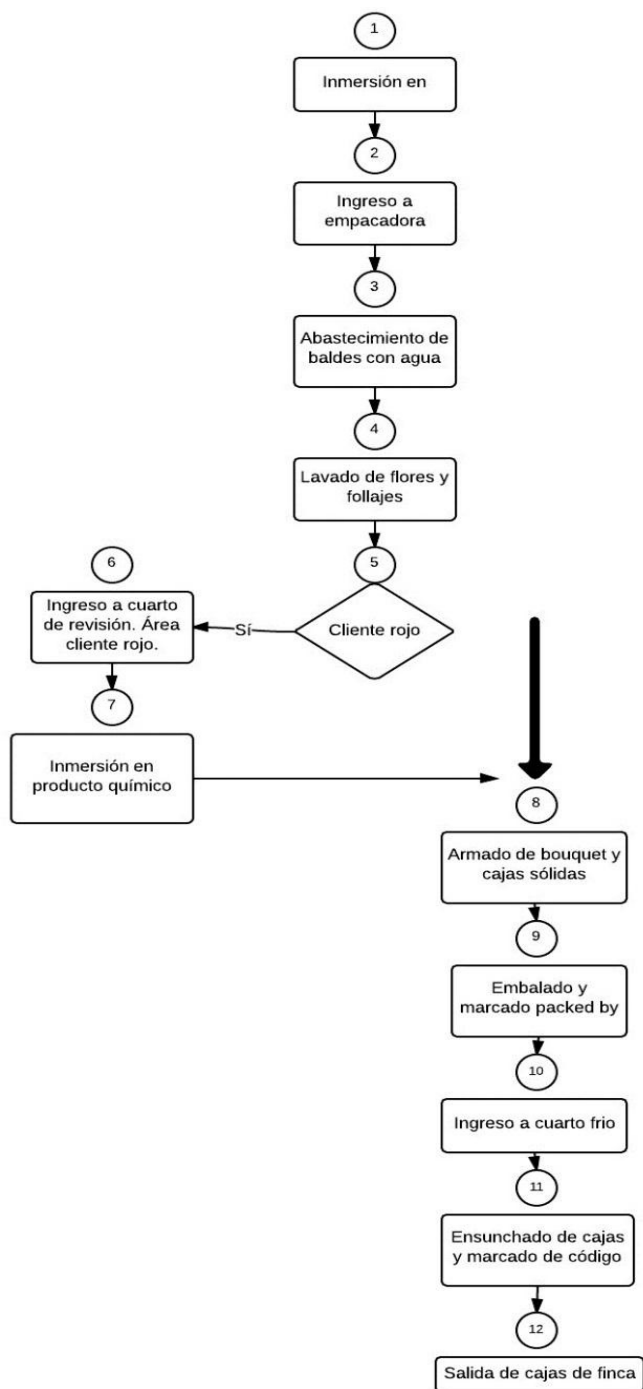 1
Inmersión en
2
Ingreso a
empacadora
3
Abastecimiento de
baldes con agua
4
Lavado de flores y
follajes
5
Cliente rojo
Sí
6
Ingreso a cuarto
de revisión. Área
cliente rojo.
7
Inmersión en
producto químico
8
Armado de bouquet y
cajas sólidas
9
Embalado y
marcado packed by
10
Ingreso a cuarto frio
11
Ensunchado de cajas
y marcado de código
12
Salida de cajas de finca